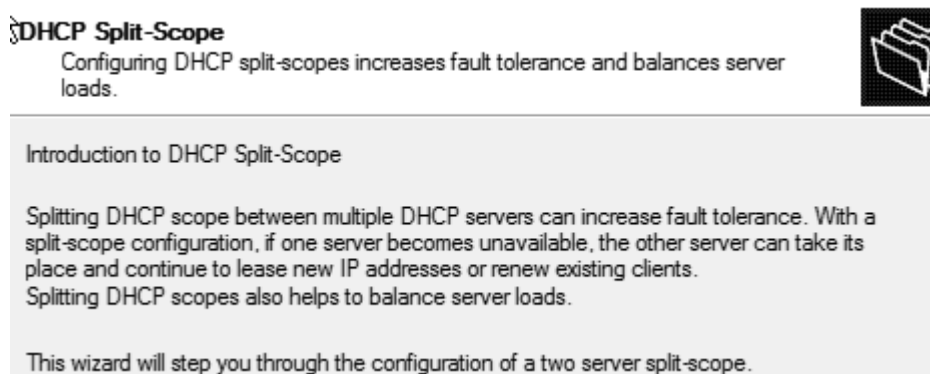 DHCP Split-Scope
Configuring DHCP split-scopes increases fault tolerance and balances server
loads.
Introduction to DHCP Split-Scope
Splitting DHCP scope between multiple DHCP servers can increase fault tolerance. With a
split-scope configuration, if one server becomes unavailable, the other server can take its
place and continue to lease new IP addresses or renew existing clients.
Splitting DHCP scopes also helps to balance server loads.
This wizard will step you through the configuration of a two server split-scope.